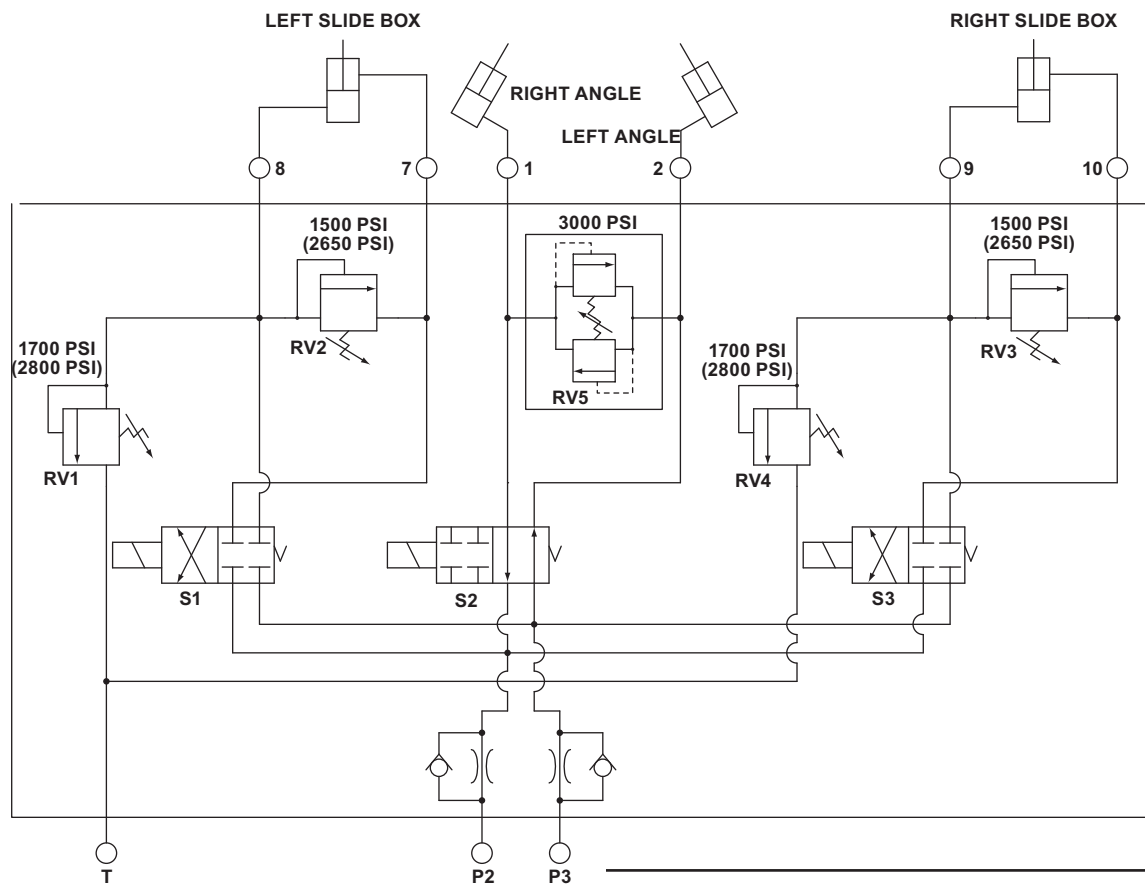 LEFT SLIDE BOX
RIGHT SLIDE BOX
RIGHT ANGLE
LEFT ANGLE
8
7
1
2
9
10
1500 PSI
(2650 PSI)
3000 PSI
1500 PSI
(2650 PSI)
RV2
RV3
1700 PSI
(2800 PSI)
1700 PSI
(2800 PSI)
RV5
RV1
RV4
S1
S2
S3
T
P2
P3